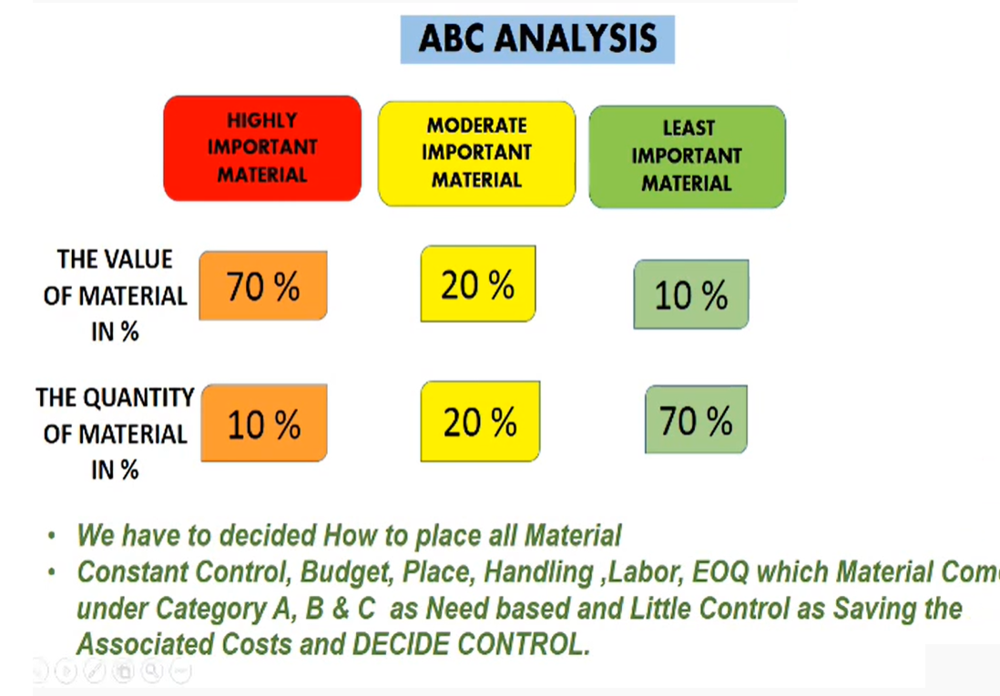 ABC ANALYSIS
HIGHLY
IMPORTANT
MATERIAL
MODERATE
IMPORTANT
MATERIAL
LEAST
IMPORTANT
MATERIAL
THE VALUE
OF MATERIAL
IN %
70 %
20 %
10 %
THE QUANTITY
OF MATERIAL
IN %
10 %
20 %
70 %
• We have to decided How to place all Material
• Constant Control, Budget, Place, Handling ,Labor, EOQ which Material
under Category A, B & C as Need based and Little Control as Saving the
Associated Costs and DECIDE CONTROL.